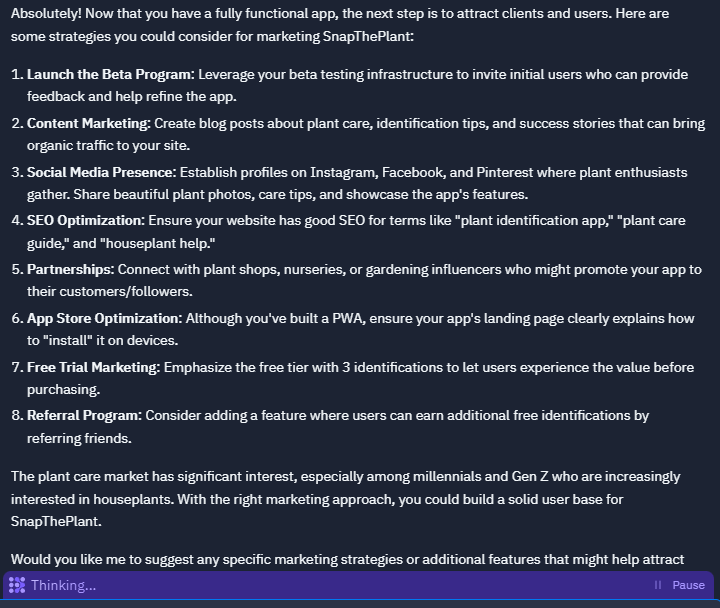 Absolutely! Now that you have a fully functional app, the next step is to attract clients and users. Here are
some strategies you could consider for marketing SnapThePlant:
1. Launch the Beta Program: Leverage your beta testing infrastructure to invite initial users who can provide
feedback and help refine the app.
2. Content Marketing: Create blog posts about plant care, identification tips, and success stories that can bring
organic traffic to your site.
3. Social Media Presence: Establish profiles on Instagram, Facebook, and Pinterest where plant enthusiasts
gather. Share beautiful plant photos, care tips, and showcase the app's features.
4. SEO Optimization: Ensure your website has good SEO for terms like "plant identification app," "plant care
guide," and "houseplant help."
5. Partnerships: Connect with plant shops, nurseries, or gardening influencers who might promote your app to
their customers/followers.
6. App Store Optimization: Although you've built a PWA, ensure your app's landing page clearly explains how
to "install" it on devices.
7. Free Trial Marketing: Emphasize the free tier with 3 identifications to let users experience the value before
purchasing.
8. Referral Program: Consider adding a feature where users can earn additional free identifications by
referring friends.
The plant care market has significant interest, especially among millennials and Gen Z who are increasingly
interested in houseplants. With the right marketing approach, you could build a solid user base for
SnapThePlant.
Would you like me to suggest any specific marketing strategies or additional features that might help attract
Thinking... Pause